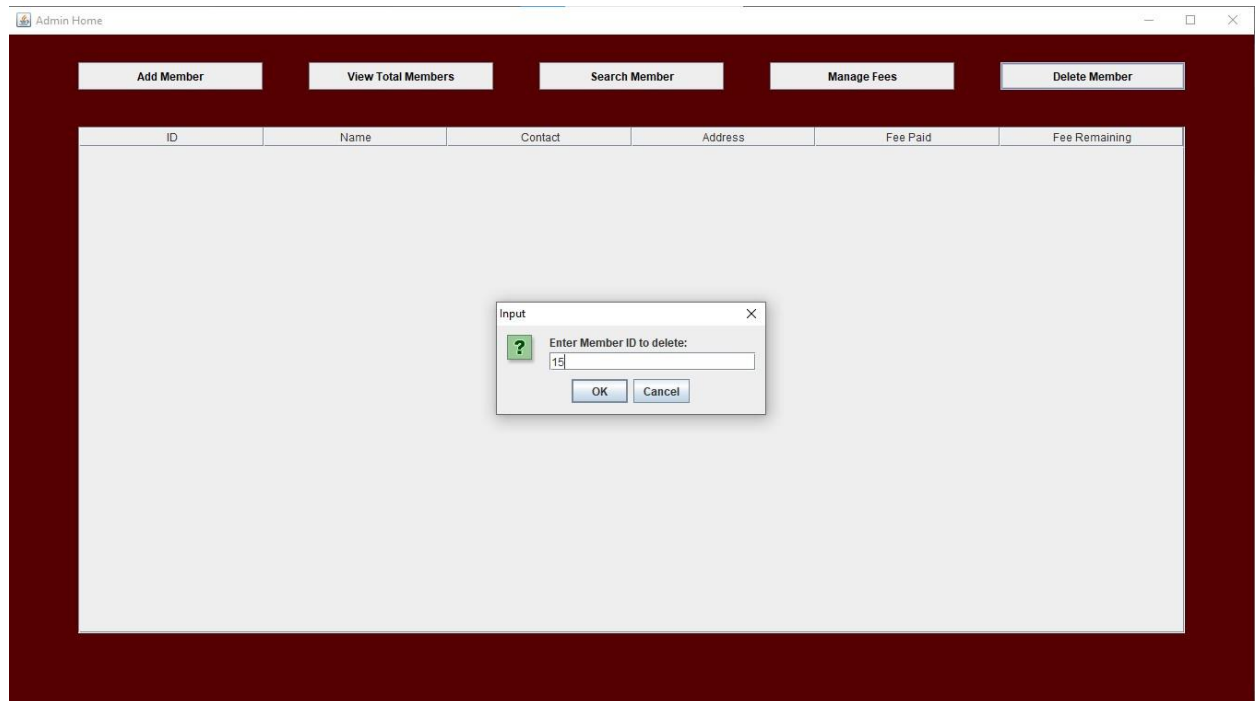 Admin Home
Add Member View Total Members Search Member Manage Fees Delete Member
ID Name Contact Address Fee Paid Fee Remaining
Input
? Enter Member ID to delete:
15
OK Cancel